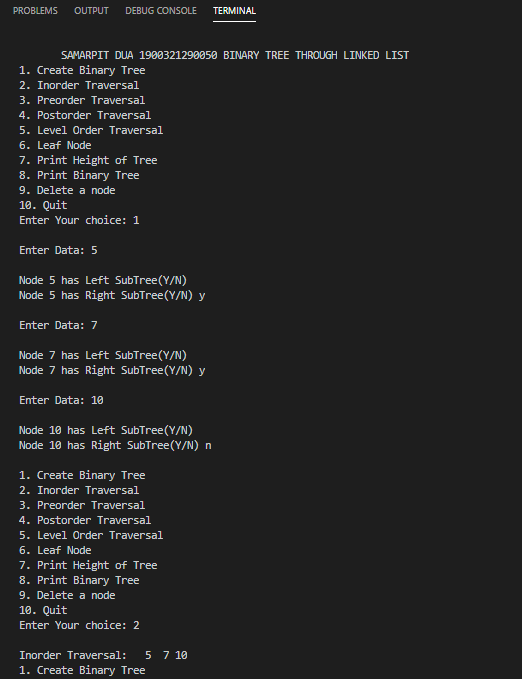 PROBLEMS OUTPUT DEBUG CONSOLE TERMINAL
SAMARPIT DUA 1900321290050 BINARY TREE THROUGH LINKED LIST
1. Create Binary Tree
2. Inorder Traversal
3. Preorder Traversal
4. Postorder Traversal
5. Level Order Traversal
6. Leaf Node
7. Print Height of Tree
8. Print Binary Tree
9. Delete a node
10. Quit
Enter Your choice: 1
Enter Data: 5
Node 5 has Left SubTree(Y/N)
Node 5 has Right SubTree(Y/N) y
Enter Data: 7
Node 7 has Left SubTree(Y/N)
Node 7 has Right SubTree(Y/N) y
Enter Data: 10
Node 10 has Left SubTree(Y/N)
Node 10 has Right SubTree(Y/N) n
1. Create Binary Tree
2. Inorder Traversal
3. Preorder Traversal
4. Postorder Traversal
5. Level Order Traversal
6. Leaf Node
7. Print Height of Tree
8. Print Binary Tree
9. Delete a node
10. Quit
Enter Your choice: 2
Inorder Traversal:   5  7 10
1. Create Binary Tree